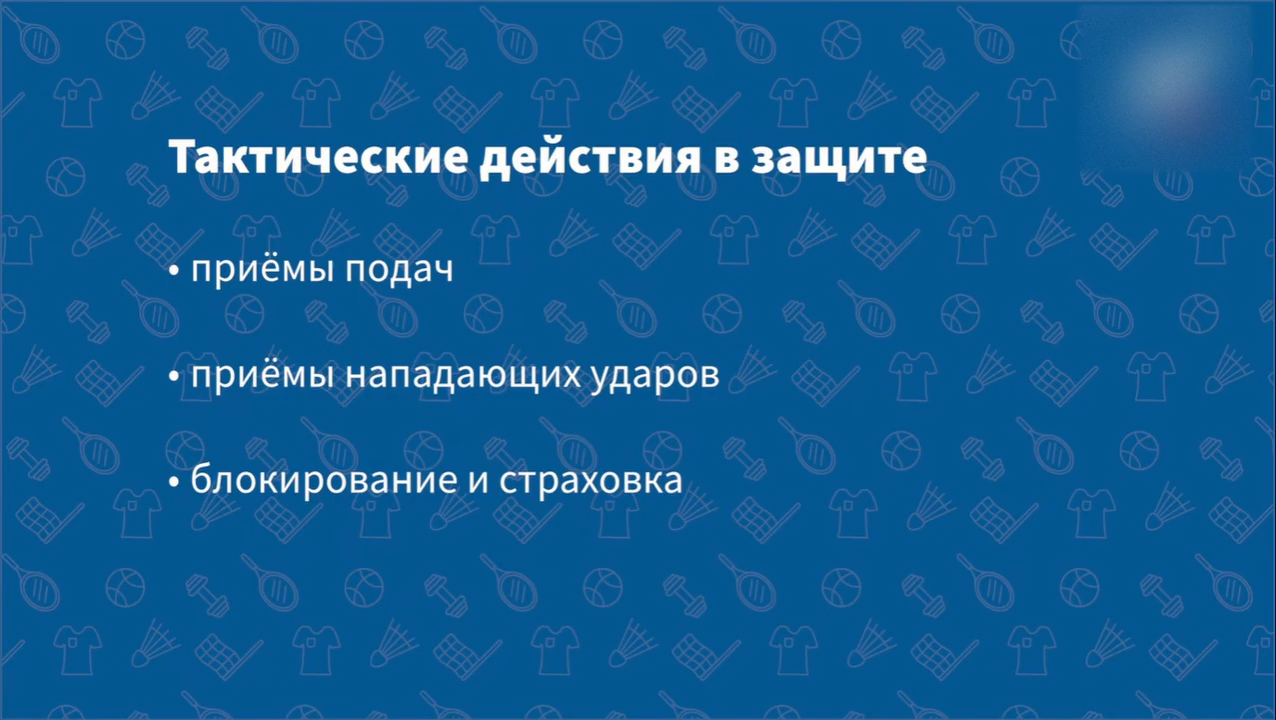 Тактические действия в защите
• приёмы подач
• приёмы нападающих ударов
• блокирование и страховка